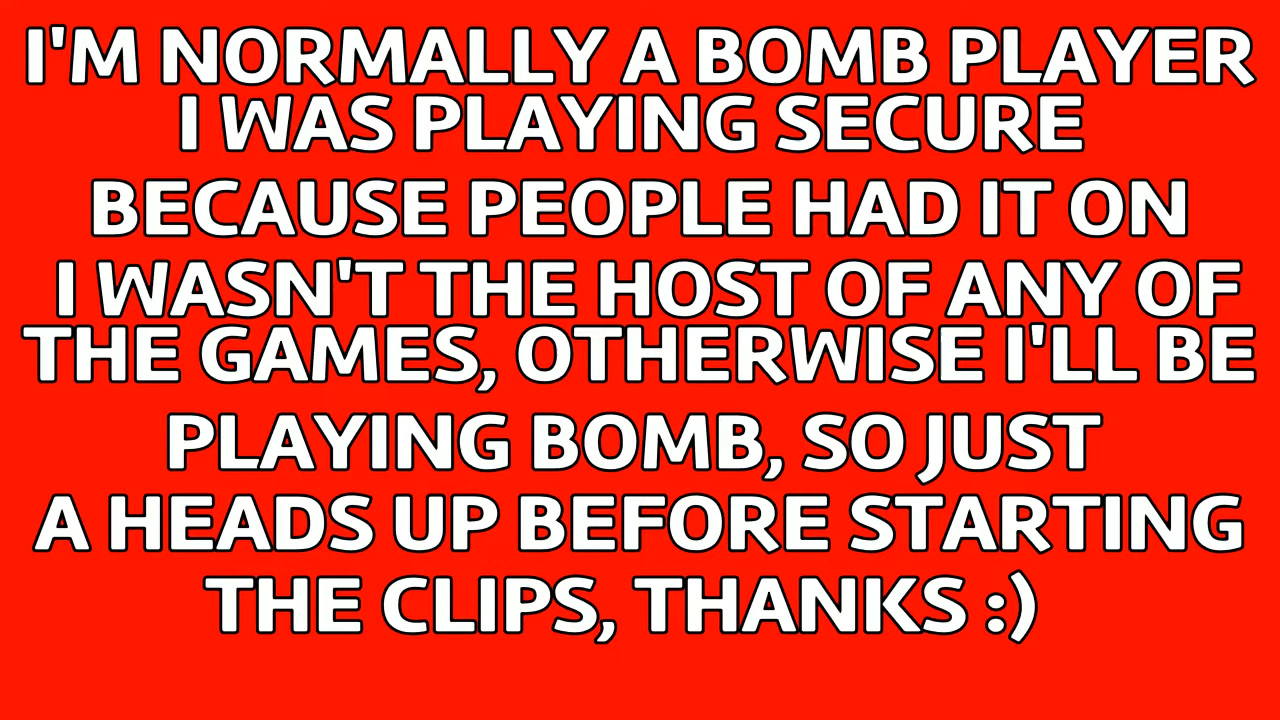 I'M NORMALLY A BOMB PLAYER
I WAS PLAYING SECURE
BECAUSE PEOPLE HAD IT ON
I WASN'T THE HOST OF ANY OF
THE GAMES, OTHERWISE I'LL BE
PLAYING BOMB, SO JUST
A HEADS UP BEFORE STARTING
THE CLIPS, THANKS :)